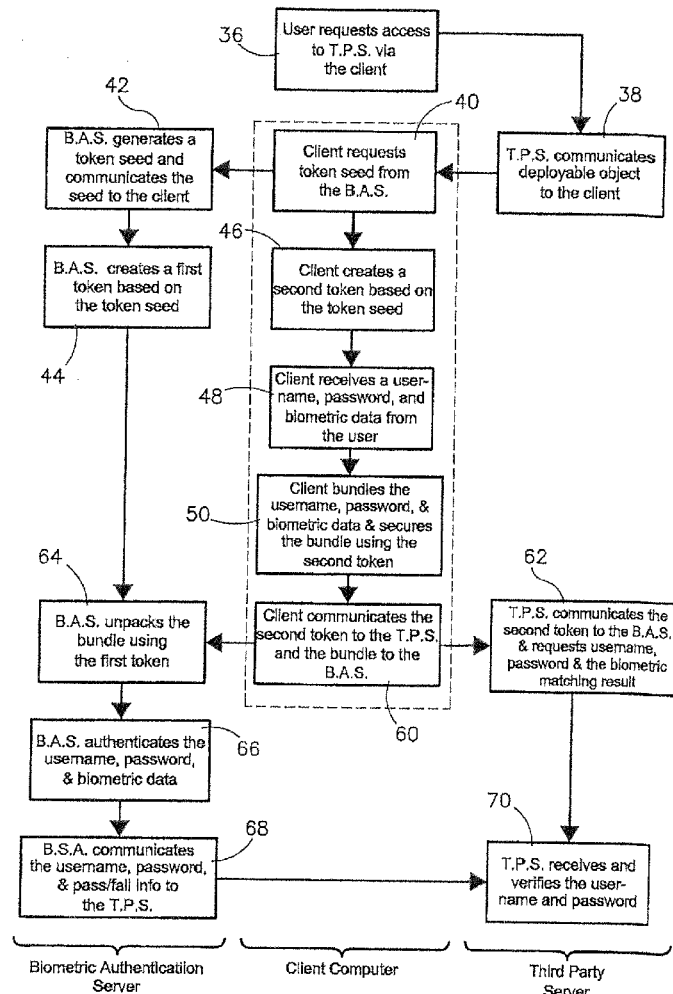 36
User requests access
to T.P.S. via
the client
42
B.A.S. generates a
token seed and
communicates the
seed to the client
40
Client requests
token seed from
the B.A.S.
38
T.P.S. communicates
deployable object
to the client
B.A.S. creates a first
token based on
the token seed
44
46
Client creates a
second token based on
the token seed
48
Client receives a user-
name, password, and
biometric data from
the user
50
Client bundles the
username, password, &
biometric data & secures
the bundle using the
second token
64
B.A.S. unpacks the
bundle using
the first token
Client communicates the
second token to the T.P.S.
and the bundle to the
B.A.S.
60
62
T.P.S. communicates the
second token to the B.A.S.
& requests username,
password & the biometric
matching result
B.A.S. authenticates the
username, password,
& biometric data
66
B.S.A. communicates
the username, password,
& pass/fail info to
the T.P.S.
68
70
T.P.S. receives and
verifies the user-
name and password
Biometric Authentication
Server
Client Computer
Third Party
Server